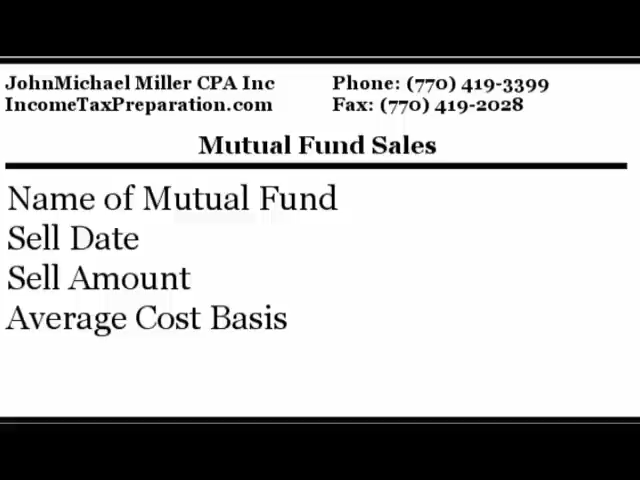 JohnMichael Miller CPA Inc Phone: (770) 419-3399
IncomeTaxPreparation.com Fax: (770) 419-2028
Mutual Fund Sales
Name of Mutual Fund
Sell Date
Sell Amount
Average Cost Basis